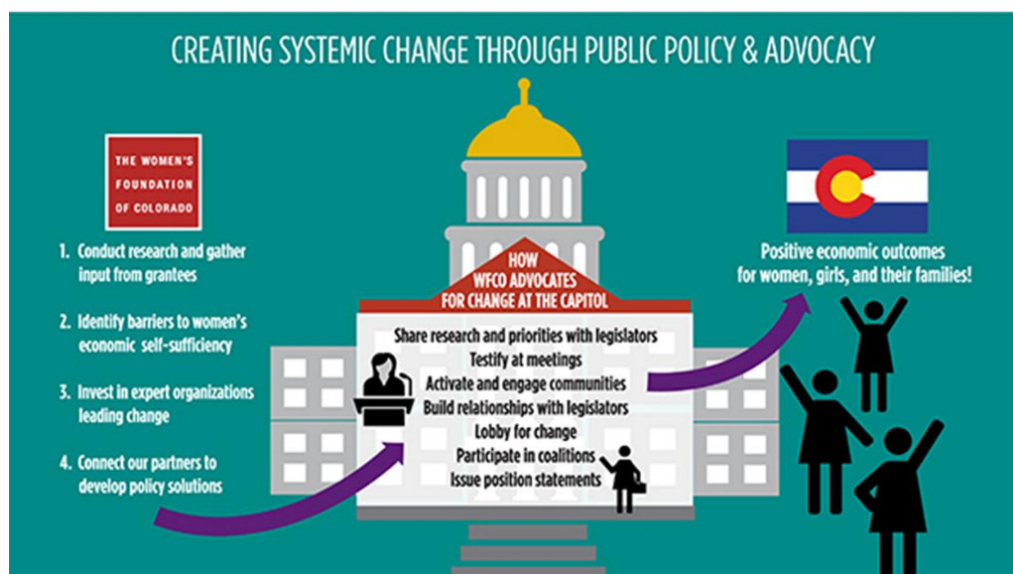 CREATING SYSTEMIC CHANGE THROUGH PUBLIC POLICY & ADVOCACY
THE WOMEN'S
FOUNDATION
OF COLORADO
1. Conduct research and gather
input from grantees
2. Identify barriers to women's
economic self-sufficiency
3. Invest in expert organizations
leading change
4. Connect our partners to
develop policy solutions
HOW
WFCO ADVOCATES
FOR CHANGE AT THE CAPITOL
Share research and priorities with legislators
Testify at meetings
Activate and engage communities
Build relationships with legislators
Lobby for change
Participate in coalitions
Issue position statements
Positive economic outcomes
for women, girls, and their families!